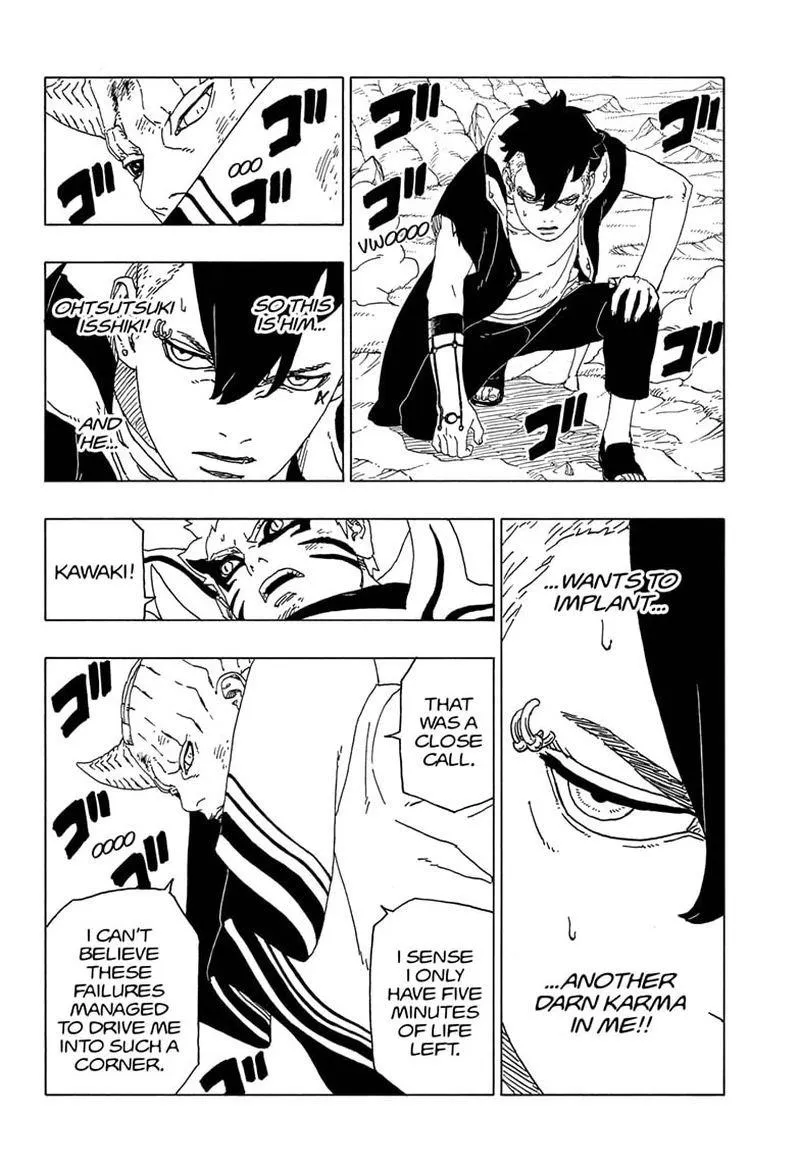 ゴ
VWOOOO
ゴ
ゴ
ゴ
ゴ
ゴ
OOO
ゴ
ゴ
SO THIS
IS HIM...
OHTSUTSUKI
ISSHIKI!
AND
HE...
KAWAKI!
...WANTS TO
IMPLANT...
...ANOTHER
DARN KARMA
IN ME!!
THAT
WAS A
CLOSE
CALL.
ゴ
ゴ
OOOO
ゴ
I SENSE
I ONLY
HAVE FIVE
MINUTES
OF LIFE
LEFT.
I CAN'T
BELIEVE
THESE
FAILURES
MANAGED
TO DRIVE ME
INTO SUCH A
CORNER.
ゴ